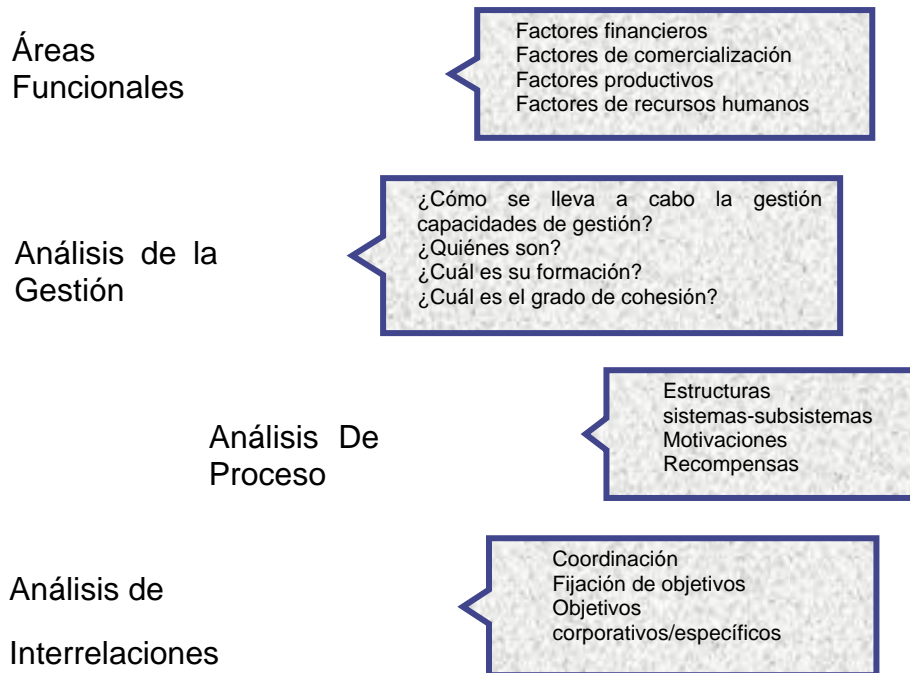 Áreas
Funcionales
Factores financieros
Factores de comercialización
Factores productivos
Factores de recursos humanos
Análisis de la
Gestión
¿Cómo se lleva a cabo la gestión
capacidades de gestión?
¿Quiénes son?
¿Cuál es su formación?
¿Cuál es el grado de cohesión?
Análisis De
Proceso
Estructuras
sistemas-subsistemas
Motivaciones
Recompensas
Análisis de
Interrelaciones
Coordinación
Fijación de objetivos
Objetivos
corporativos/específicos